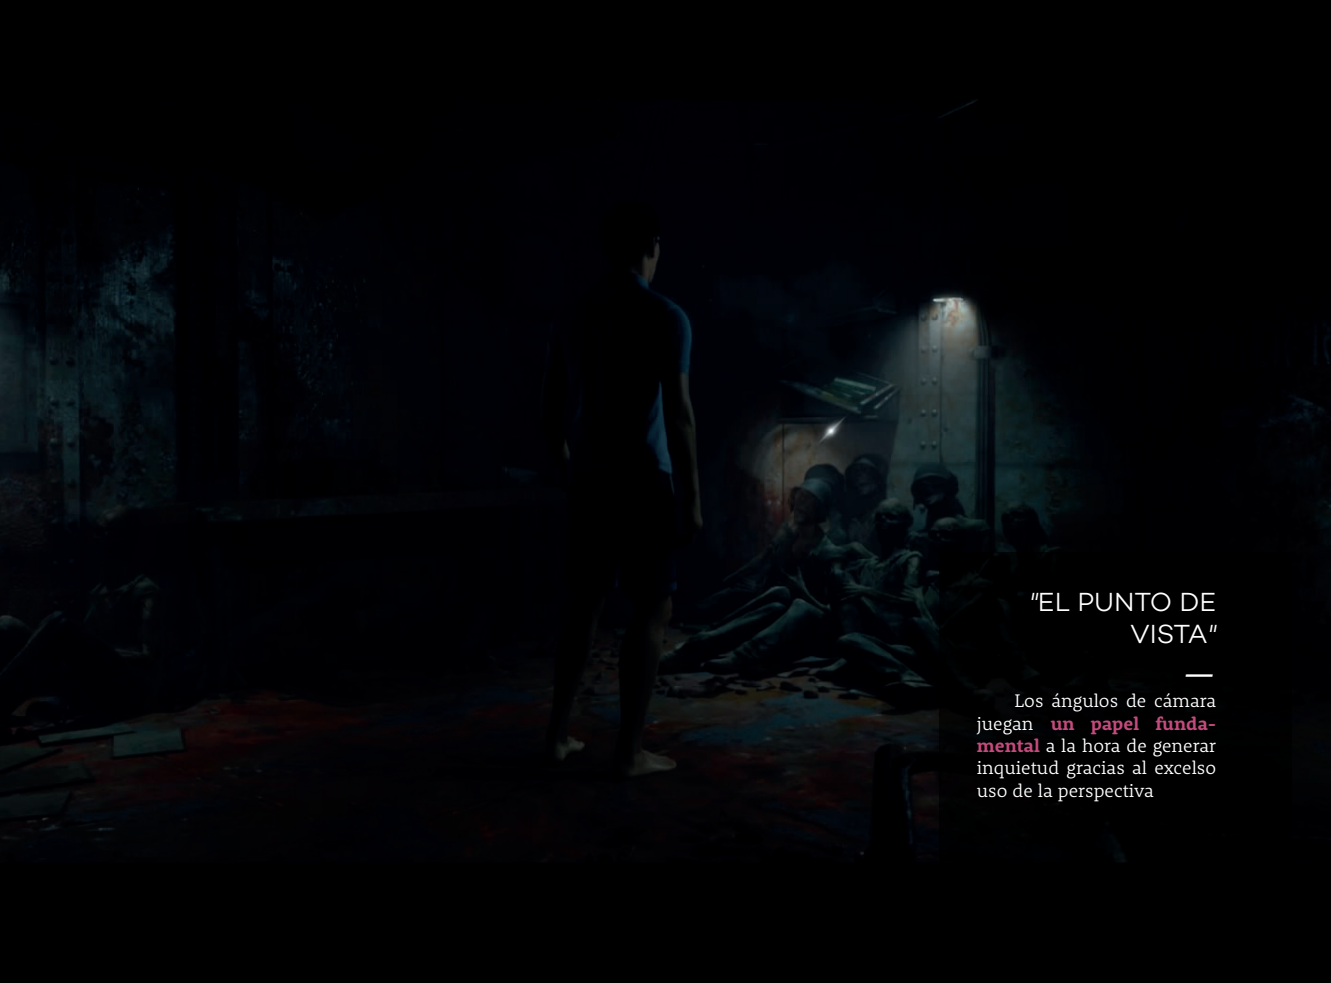 "EL PUNTO DE
VISTA"
Los ángulos de cámara
juegan un papel funda-
mental a la hora de generar
inquietud gracias al excelso
uso de la perspectiva